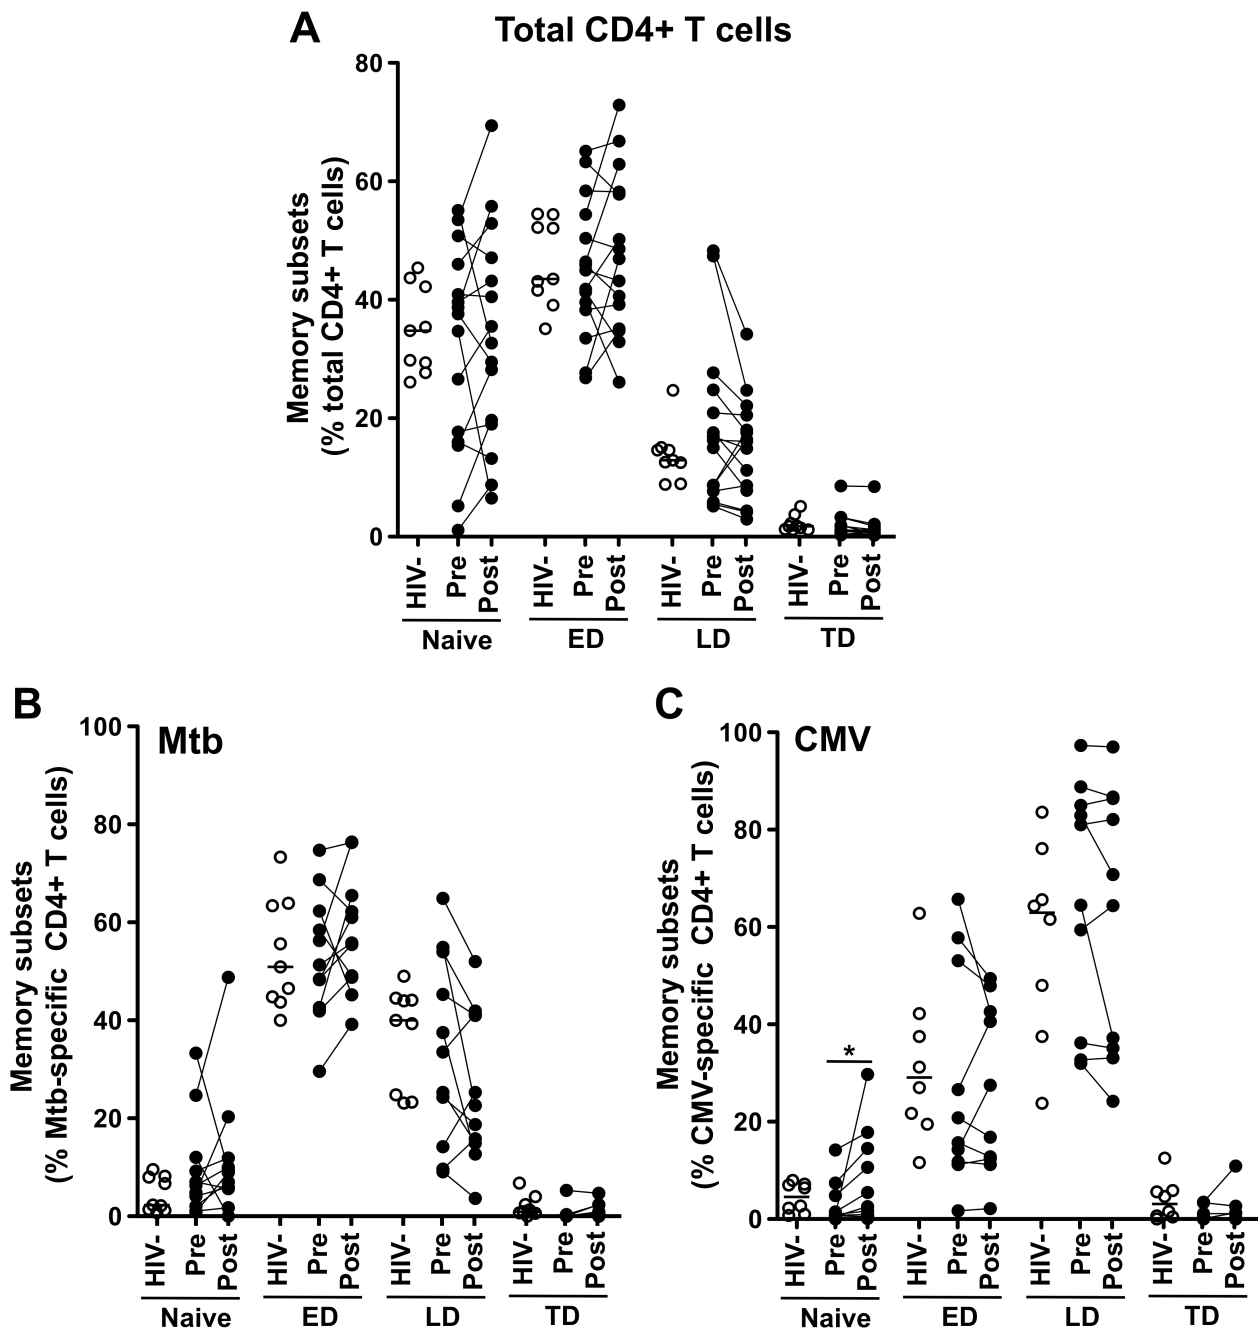 A
Total CD4+ T cells
Memory subsets
(% total CD4+ T cells)
80
60
40
20
0
HIV- Pre Post HIV- Pre Post HIV- Pre Post HIV- Pre Post
Naive ED LD TD
B
Mtb
Memory subsets
(% Mtb-specific CD4+ T cells)
100
80
60
40
20
0
HIV- Pre Post HIV- Pre Post HIV- Pre Post HIV- Pre Post
Naive ED LD TD
C
CMV
Memory subsets
(% CMV-specific CD4+ T cells)
100
80
60
40
20
0
*
HIV- Pre Post HIV- Pre Post HIV- Pre Post HIV- Pre Post
Naive ED LD TD